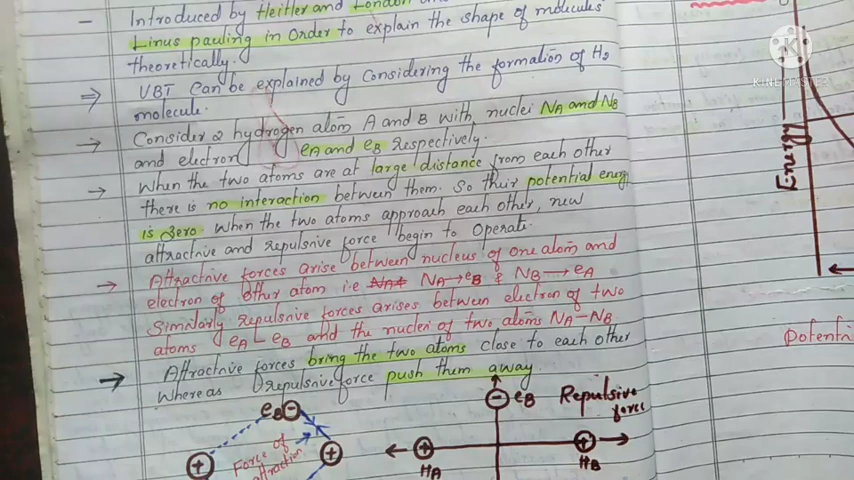 - Introduced by Heitler and London
Linus pauling in order to explain the shape of molecules
theoretically.
⇒ VBT can be explained by considering the formation of H2
molecule.
→ Consider 2 hydrogen atom A and B with nuclei NA and NB
and electron eA and eB respectively.
→ When the two atoms are at large distance from each other
there is no interaction between them. So their potential energy
is zero when the two atoms approach each other, new
attractive and repulsive force begin to operate.
→ Attractive forces arise between nucleus of one atom and
electron of other atom i.e NA → eB & NB → eA
Similarly repulsive forces arises between electron of two
atoms eA - eB and the nuclei of two atoms NA - NB
→ Attractive forces bring the two atoms close to each other
whereas repulsive force push them away
eB -
Force of
attraction
+
+
- eB
Repulsive
force
+
+
HA
HB
Energy
Potentia
K
KINEMASTER